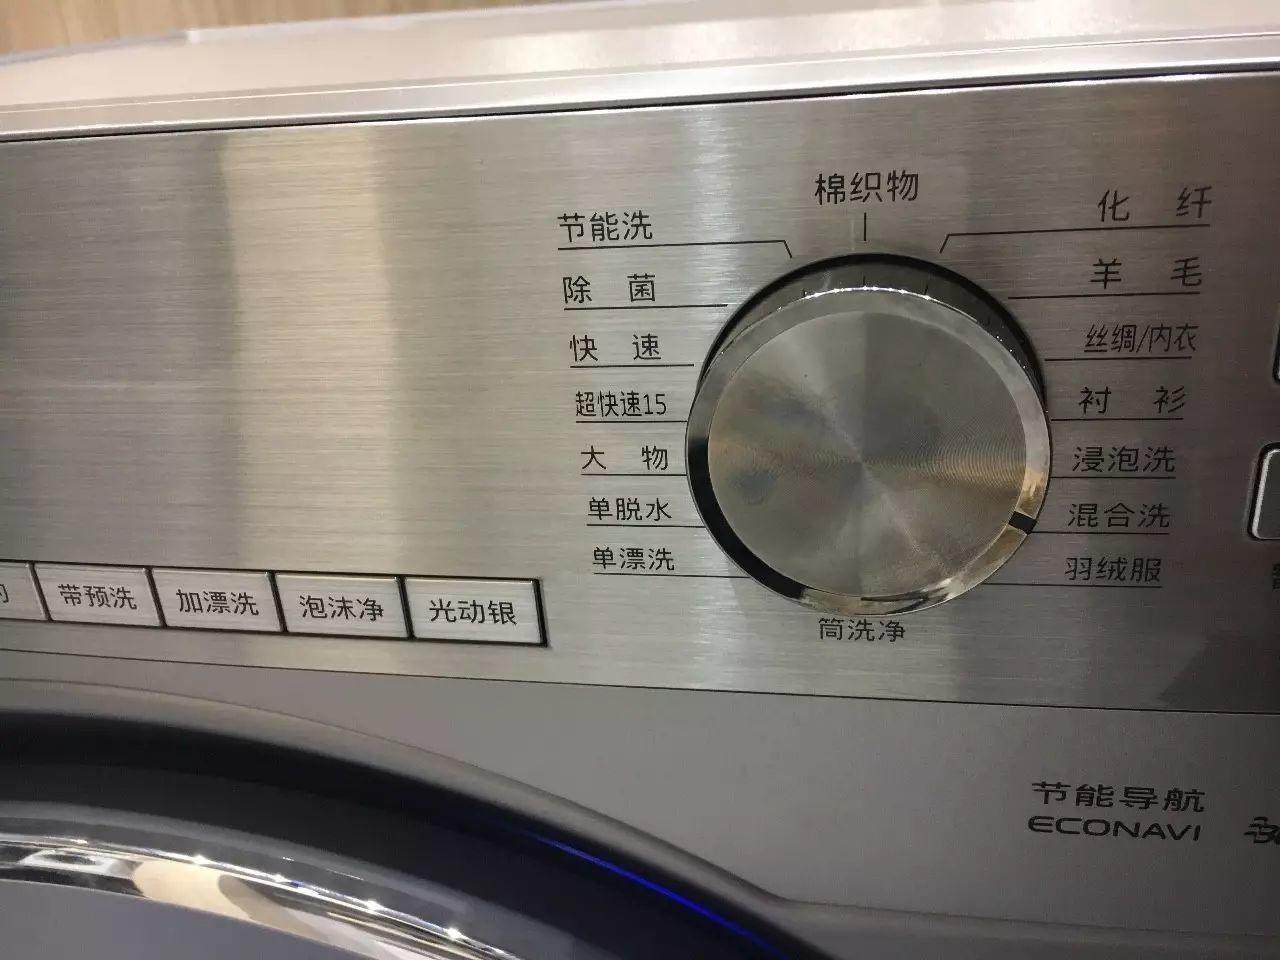 棉织物
节能洗
除菌
快速
超快速15
大物
单脱水
单漂洗
化纤
羊毛
丝绸/内衣
衬衫
浸泡洗
混合洗
羽绒服
筒洗净
带预洗
加漂洗
泡沫净
光动银
节能导航
ECONAVI